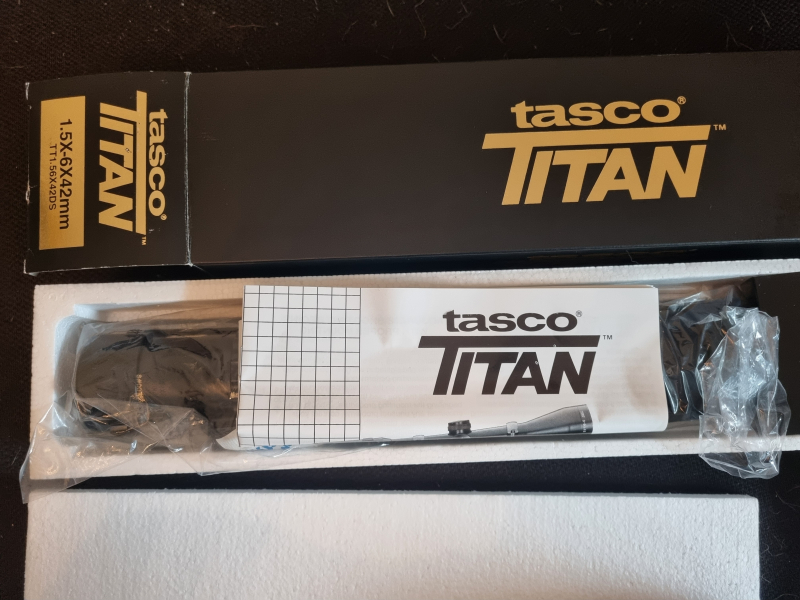 tasco®
TITAN™
1.5X-6X42mm
TT1.56X42DS
tasco®
TITAN™
tasco®
TITAN™